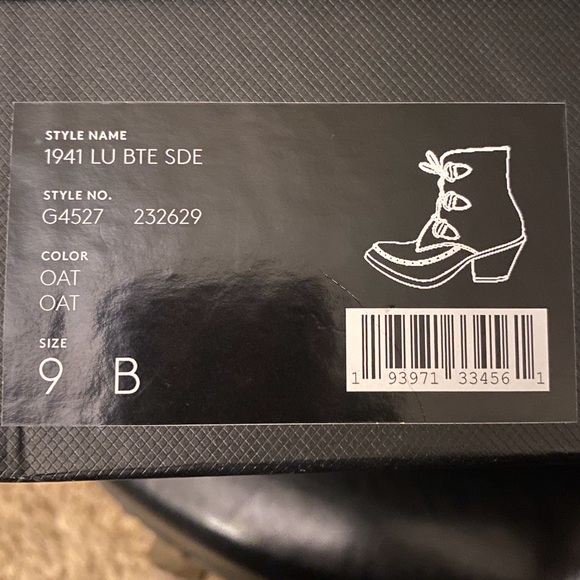 STYLE NAME
1941 LU BTE SDE
STYLE NO.
G4527 232629
COLOR
OAT
OAT
SIZE
9 B
1 93971 33456 1